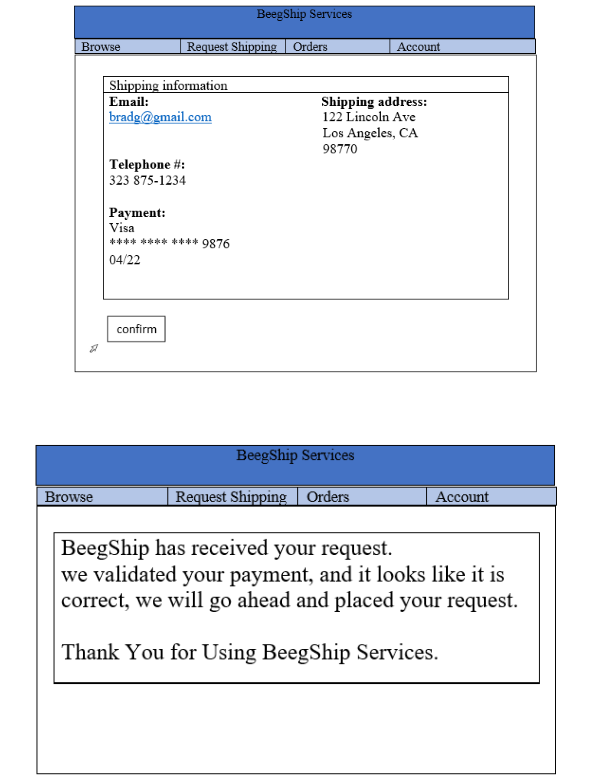 BeegShip Services
Browse Request Shipping Orders Account
Shipping information
Email: Shipping address:
bradg@gmail.com 122 Lincoln Ave
Los Angeles, CA
98770
Telephone #:
323 875-1234
Payment:
Visa
**** **** **** 9876
04/22
confirm
BeegShip Services
Browse Request Shipping Orders Account
BeegShip has received your request.
we validated your payment, and it looks like it is
correct, we will go ahead and placed your request.
Thank You for Using BeegShip Services.